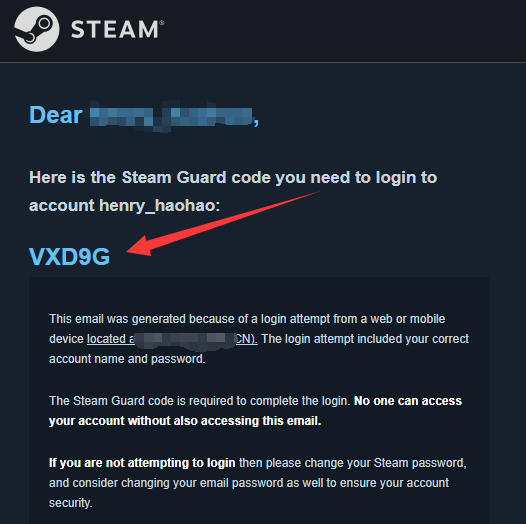 STEAM®
Dear ,
Here is the Steam Guard code you need to login to
account henry_haohao:
VXD9G
This email was generated because of a login attempt from a web or mobile
device located a CN). The login attempt included your correct
account name and password.
The Steam Guard code is required to complete the login. No one can access
your account without also accessing this email.
If you are not attempting to login then please change your Steam password,
and consider changing your email password as well to ensure your account
security.